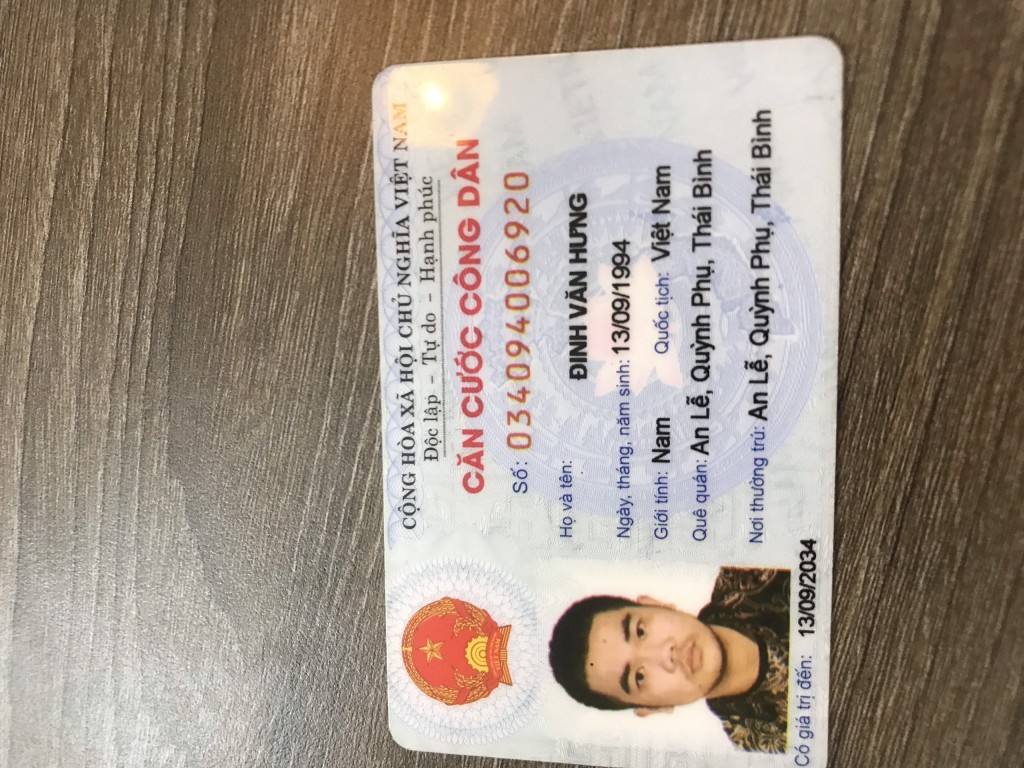 CỘNG HÒA XÃ HỘI CHỦ NGHĨA VIỆT NAM
Độc lập - Tự do - Hạnh phúc
CĂN CƯỚC CÔNG DÂN
Số: 034094006920
Họ và tên:
ĐINH VĂN HƯNG
Ngày, tháng, năm sinh: 13/09/1994
Giới tính: Nam Quốc tịch: Việt Nam
Quê quán: An Lễ, Quỳnh Phụ, Thái Bình
Nơi thường trú: An Lễ, Quỳnh Phụ, Thái Bình
Có giá trị đến: 13/09/2034